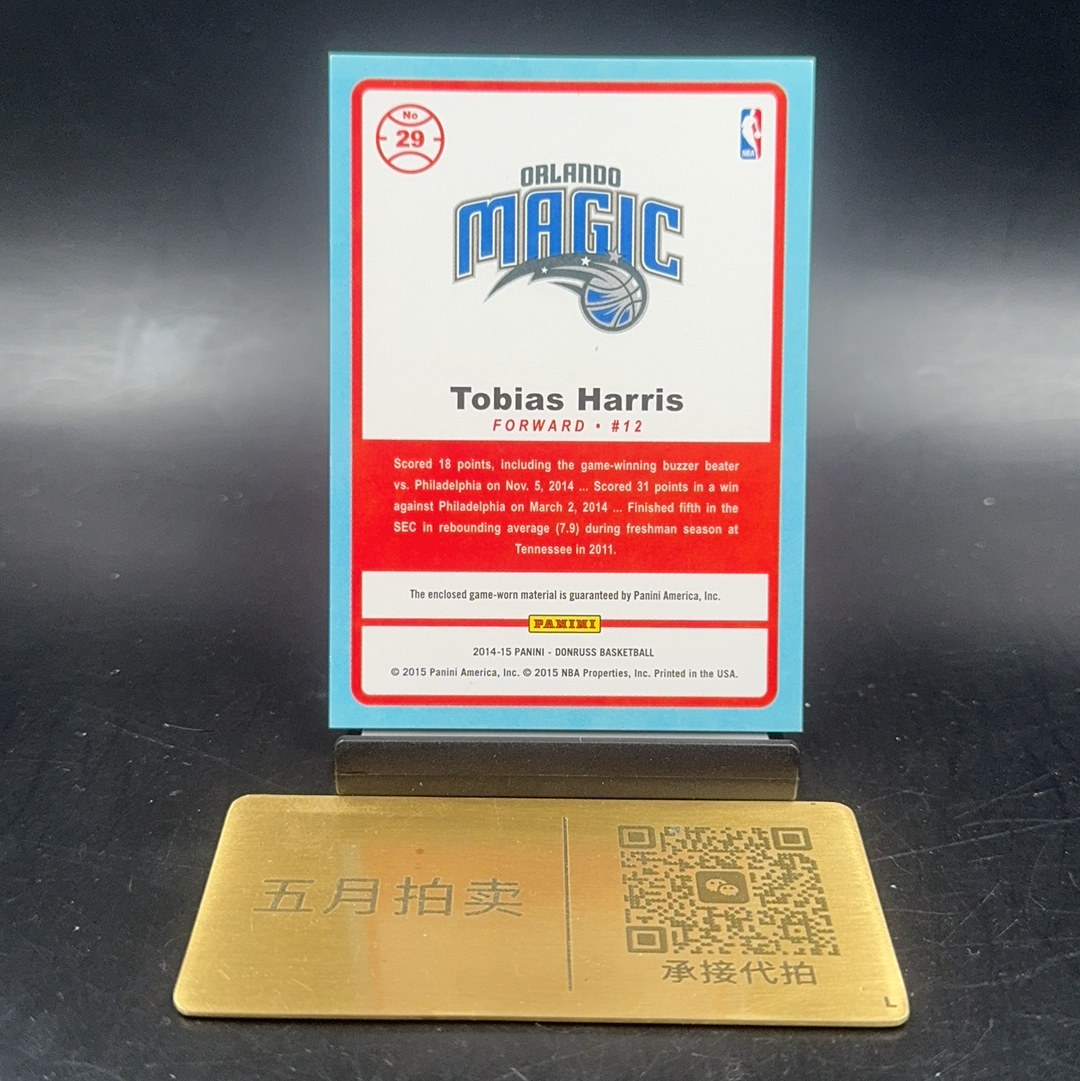 No
29
NBA
ORLANDO
MAGIC
Tobias Harris
FORWARD • #12
Scored 18 points, including the game-winning buzzer beater
vs. Philadelphia on Nov. 5, 2014 ... Scored 31 points in a win
against Philadelphia on March 2, 2014 ... Finished fifth in the
SEC in rebounding average (7.9) during freshman season at
Tennessee in 2011.
The enclosed game-worn material is guaranteed by Panini America, Inc.
PANINI
2014-15 PANINI - DONRUSS BASKETBALL
© 2015 Panini America, Inc. © 2015 NBA Properties, Inc. Printed in the USA.
五月拍卖
承接代拍
L